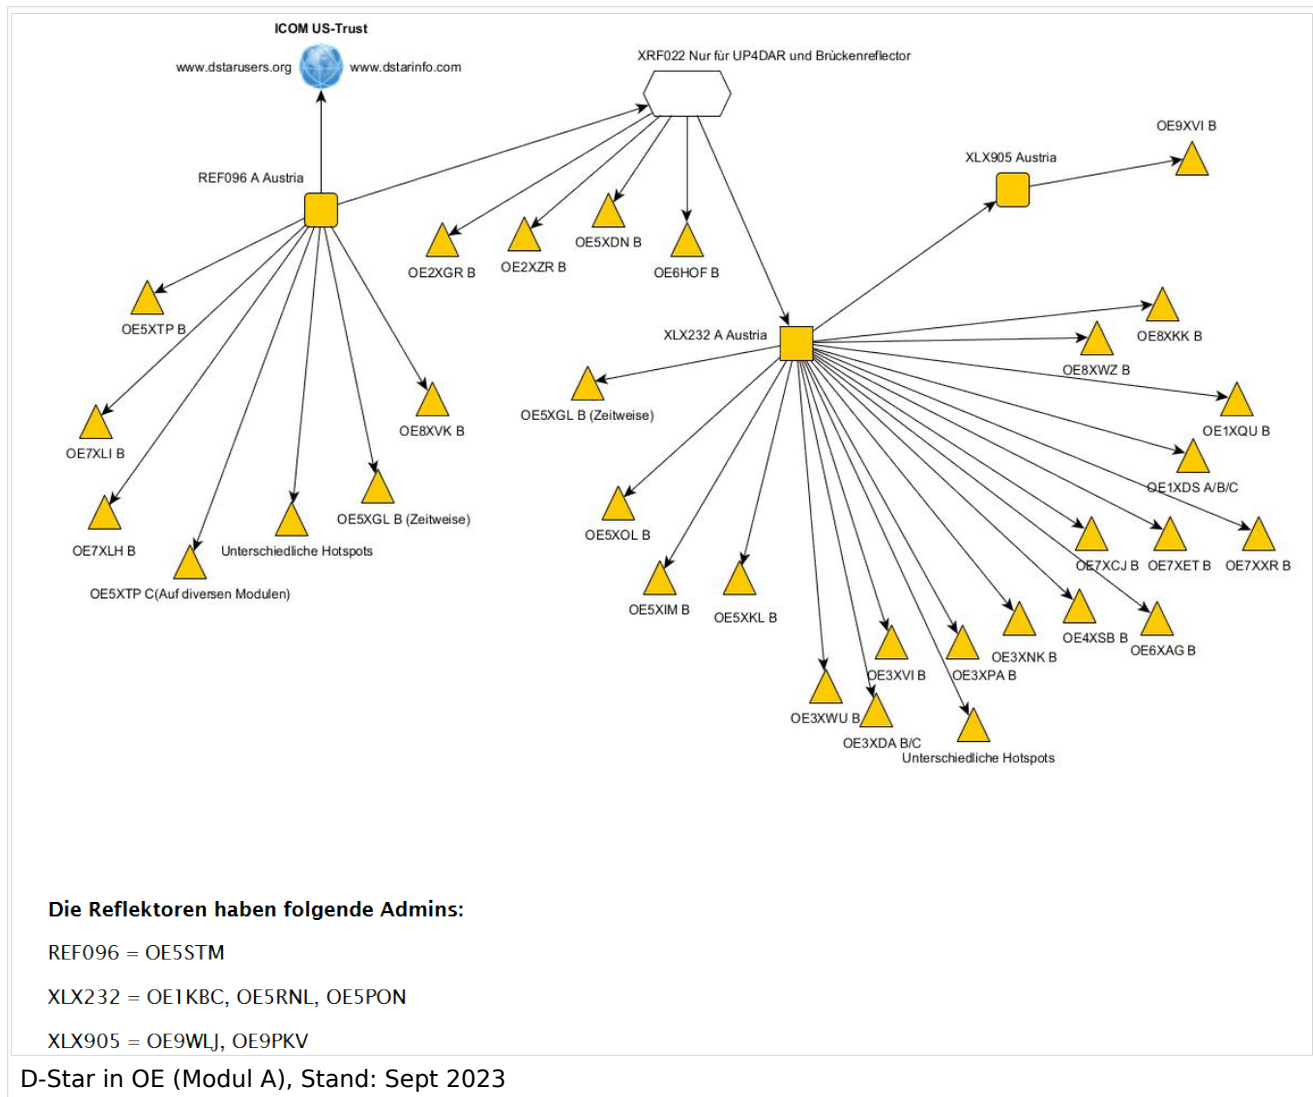 ICOM US-Trust
www.dstarusers.org
www.dstarinfo.com
XRF022 Nur für UP4DAR und Brückenreflector
OE9XVI B
XLX905 Austria
REF096 A Austria
OE5XDN B
OE2XGR B
OE2XZR B
OE6HOF B
OE5XTP B
XLX232 A Austria
OE8XKK B
OE8XWZ B
OE5XGL B (Zeitweise)
OE8XVK B
OE1XQU B
OE7XLI B
OE1XDS A/B/C
OE5XGL B (Zeitweise)
OE5XOL B
OE7XLH B
Unterschiedliche Hotspots
OE7XCJ B
OE7XET B
OE7XXR B
OE5XTP C(Auf diversen Modulen)
OE5XIM B
OE5XKL B
OE4XSB B
OE6XAG B
OE3XNK B
OE3XVI B
OE3XPA B
OE3XWU B
OE3XDA B/C
Unterschiedliche Hotspots
Die Reflektoren haben folgende Admins:
REF096 = OE5STM
XLX232 = OE1KBC, OE5RNL, OE5PON
XLX905 = OE9WLJ, OE9PKV
D-Star in OE (Modul A), Stand: Sept 2023